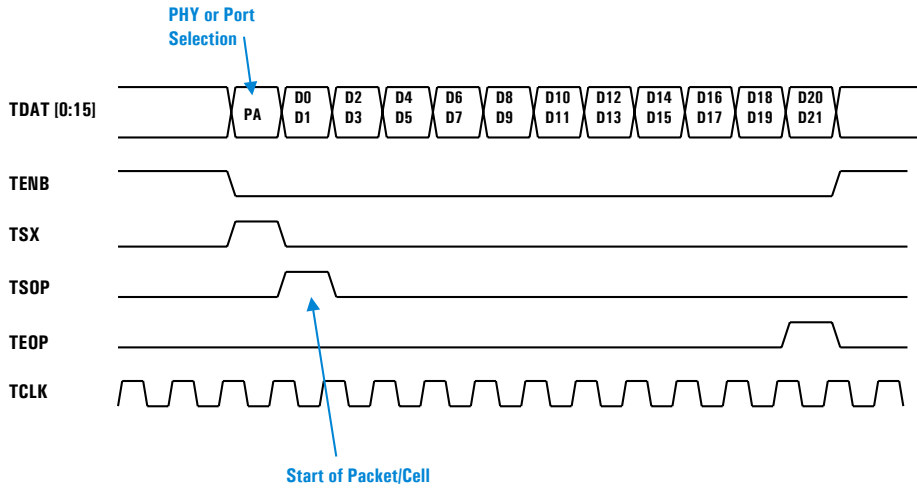 PHY or Port
Selection
TDAT [0:15]
PA
D0 D2 D4 D6 D8 D10 D12 D14 D16 D18 D20
D1 D3 D5 D7 D9 D11 D13 D15 D17 D19 D21
TENB
TSX
TSOP
TEOP
TCLK
Start of Packet/Cell